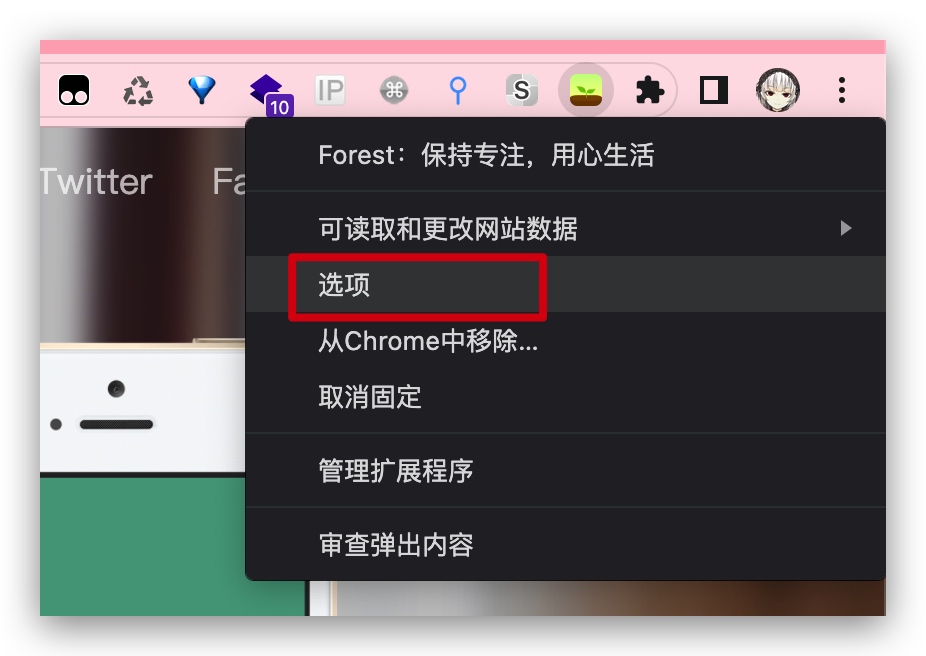 10
IP
⌘
S
Twitter Fa
Forest：保持专注，用心生活
可读取和更改网站数据
选项
从Chrome中移除...
取消固定
管理扩展程序
审查弹出内容